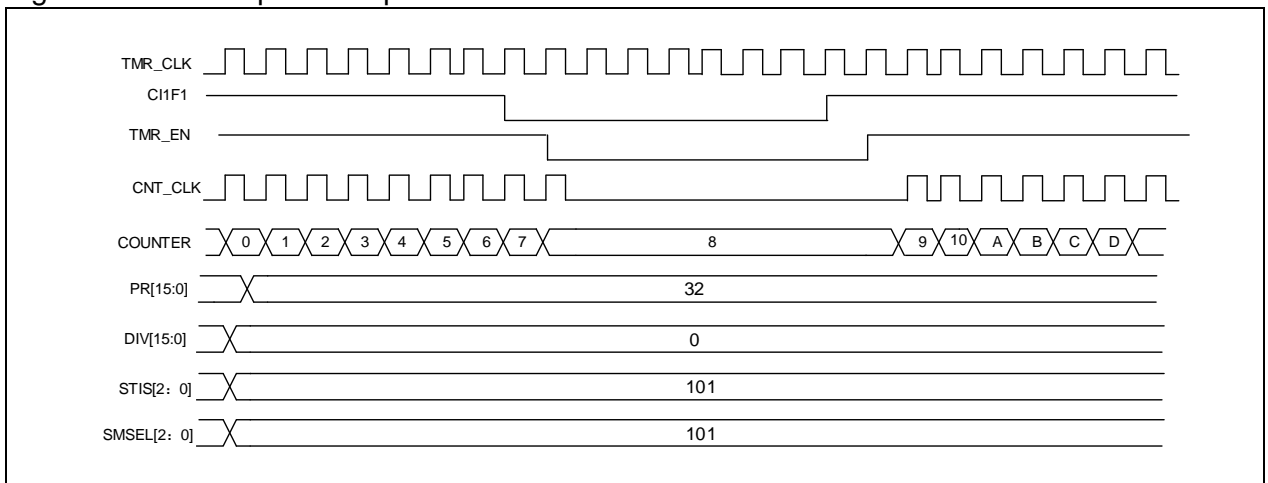 TMR_CLK
CI1F1
TMR_EN
CNT_CLK
COUNTER 0 1 2 3 4 5 6 7 8 9 10 A B C D
PR[15:0] 32
DIV[15:0] 0
STIS[2：0] 101
SMSEL[2：0] 101